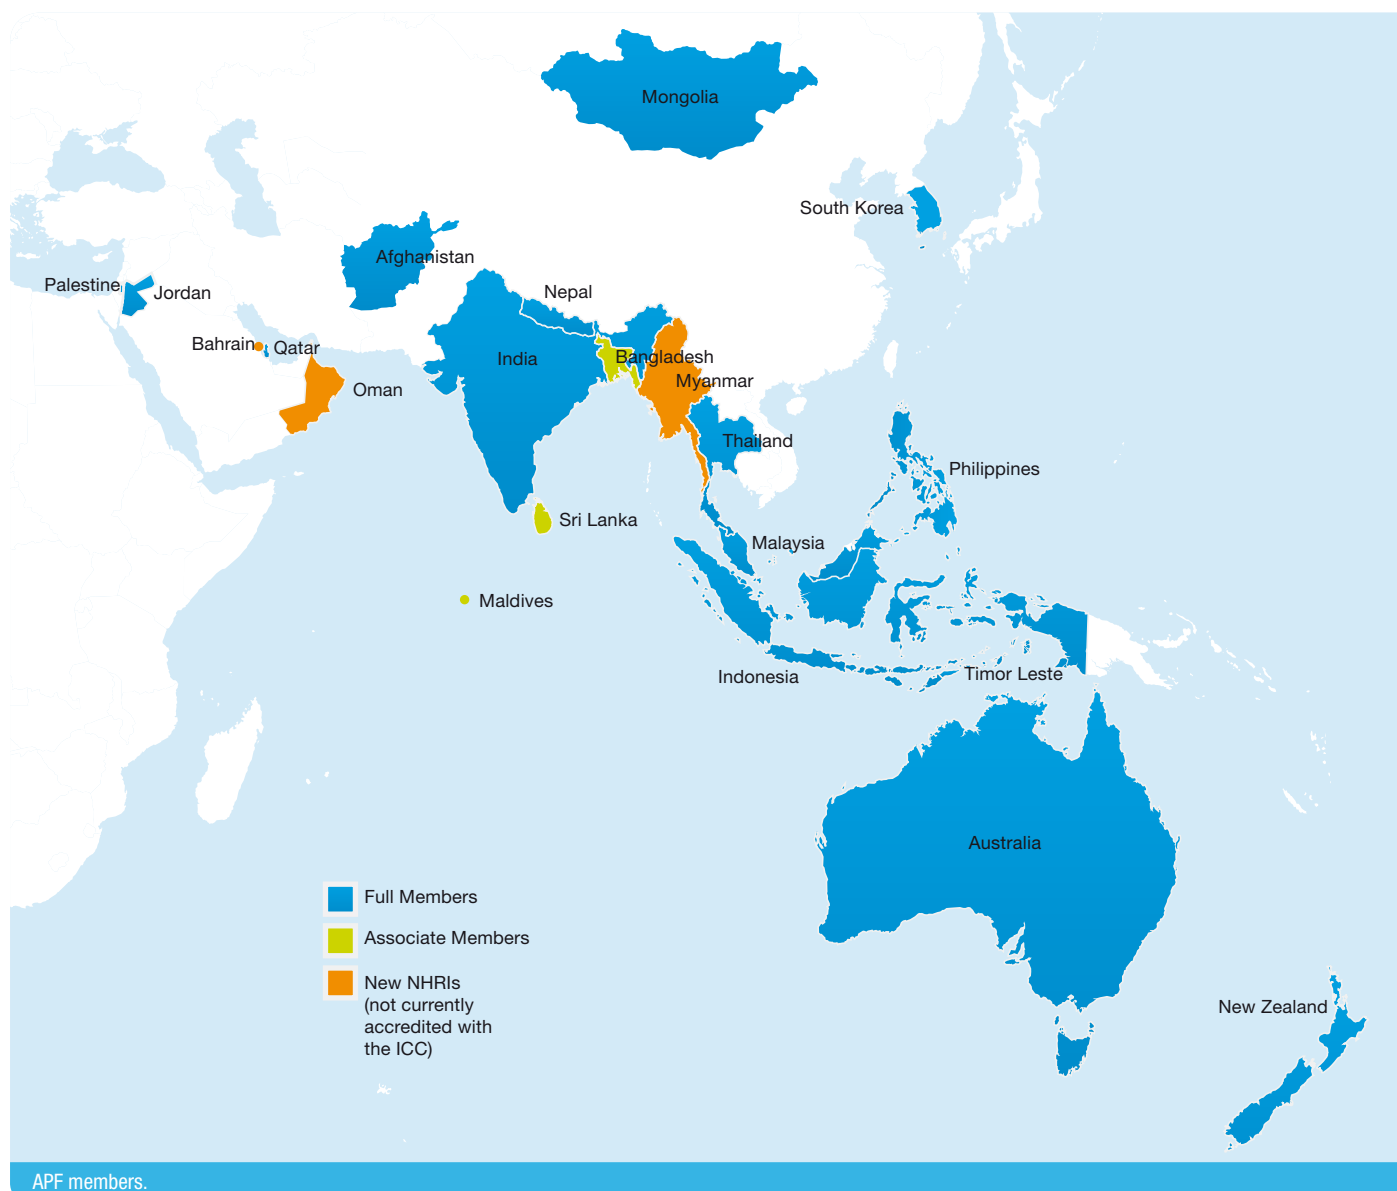 Mongolia
South Korea
Afghanistan
Palestine
Jordan
Nepal
Bahrain
Qatar
India
Bangladesh
Myanmar
Oman
Thailand
Philippines
Sri Lanka
Malaysia
Maldives
Indonesia
Timor Leste
Australia
Full Members
Associate Members
New NHRIs
(not currently
accredited with
the ICC)
New Zealand
APF members.